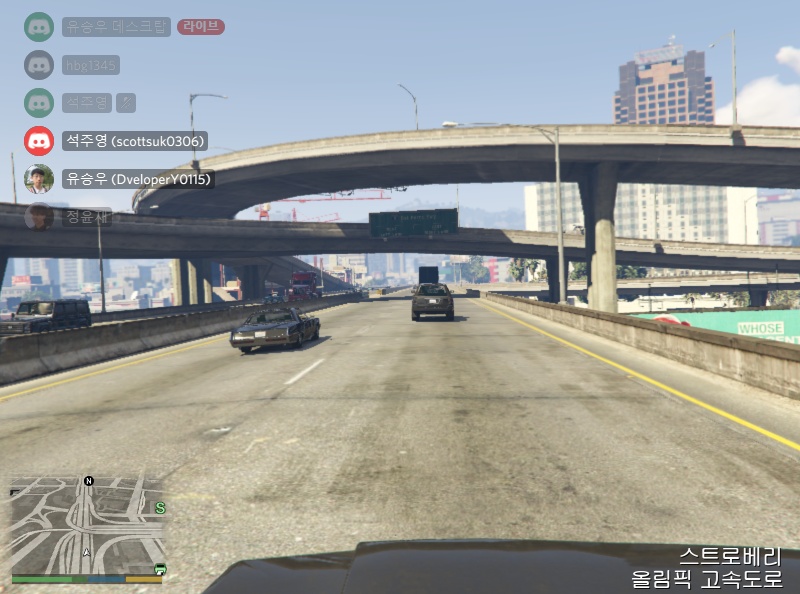 유승우 데스크탑 라이브
hbg1345
석주영
석주영 (scottsuk0306)
유승우 (DveloperY0115)
정윤재
WHOSE
N
S
스트로베리
올림픽 고속도로